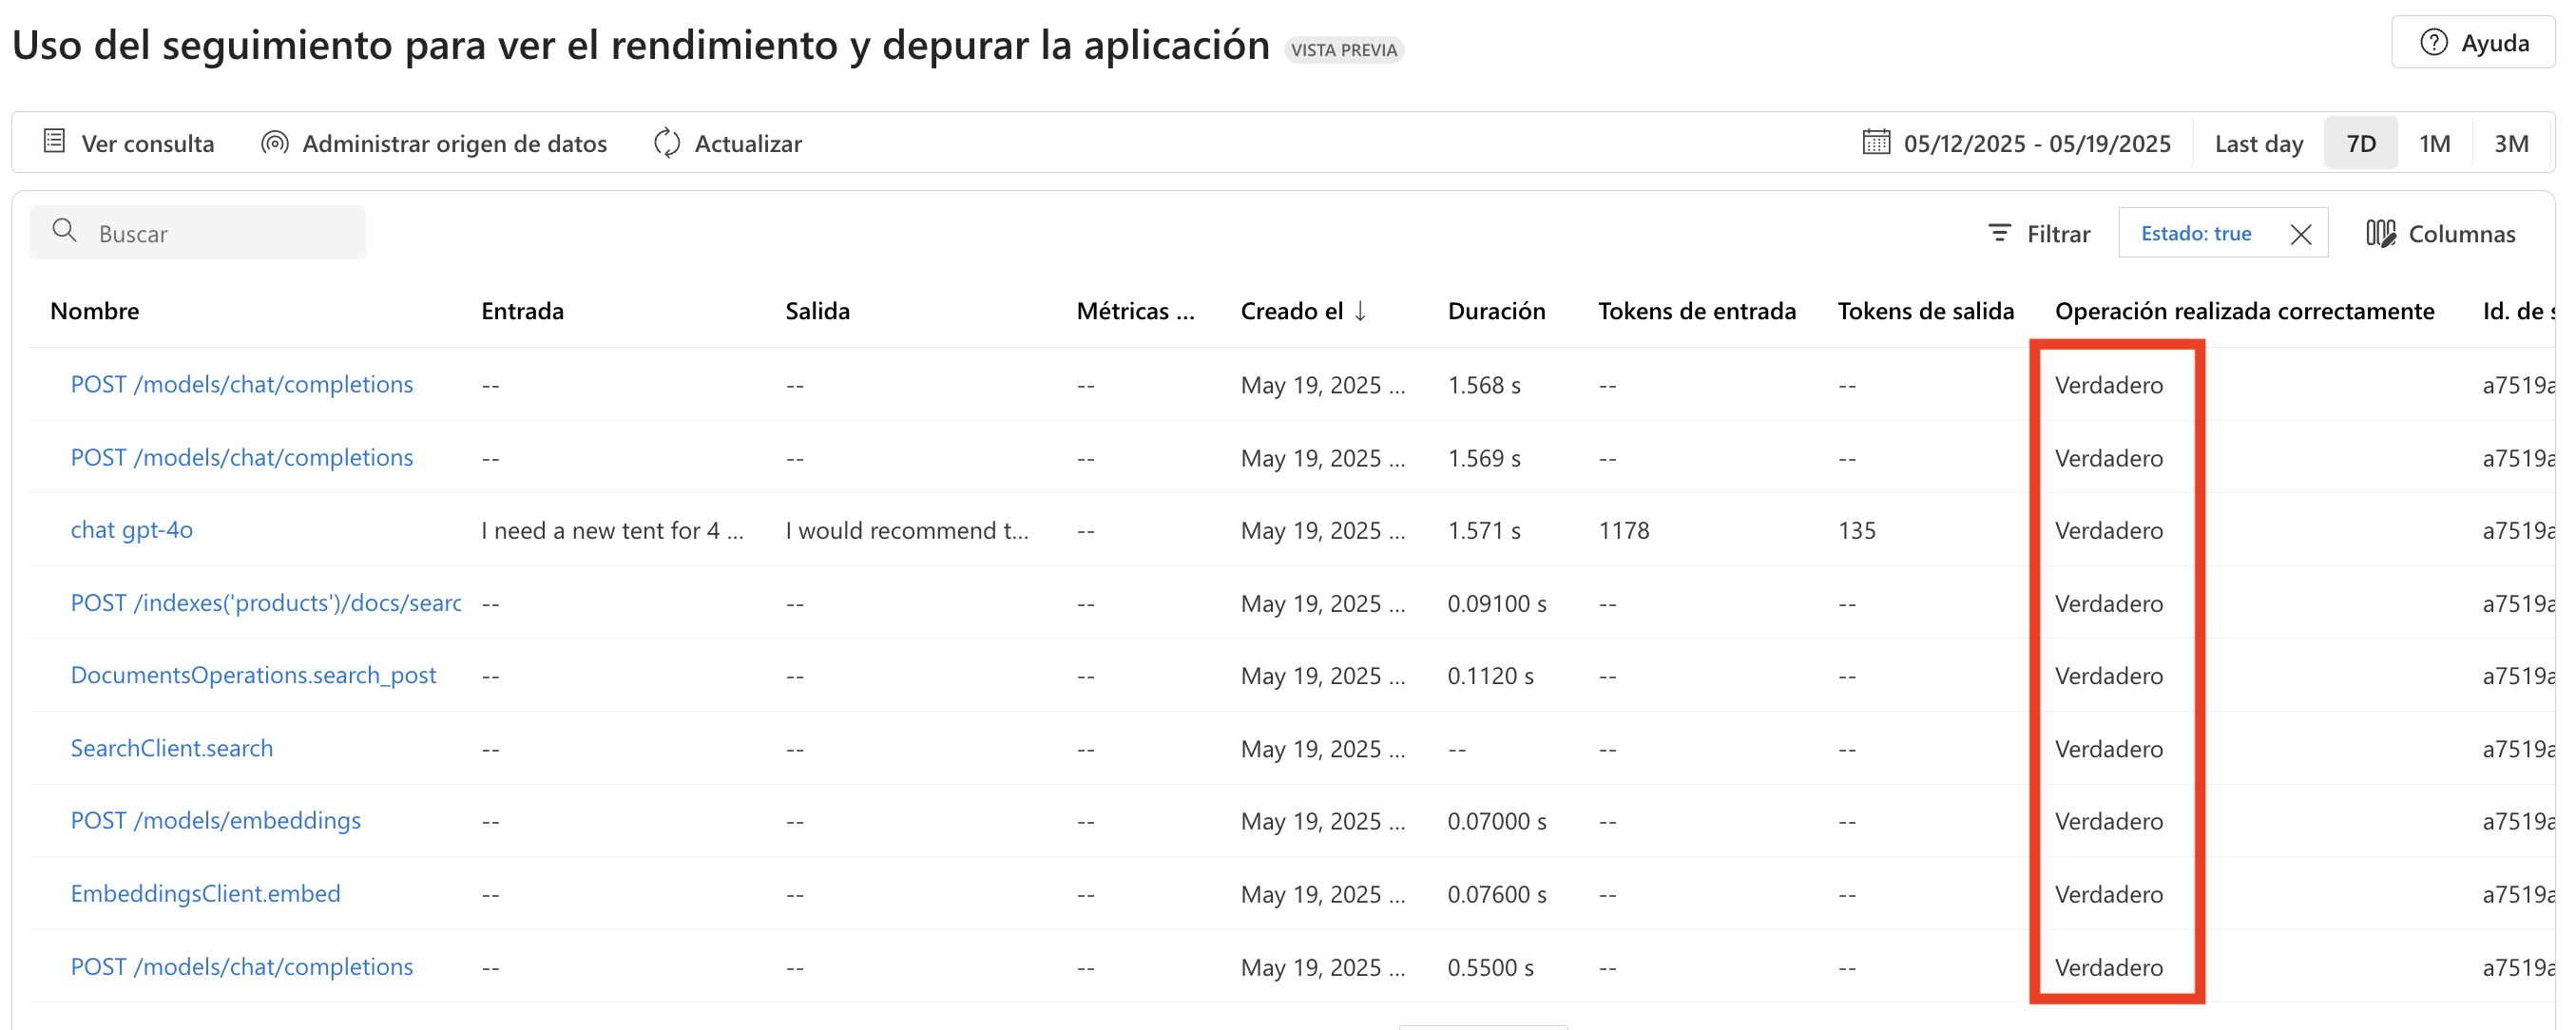 Uso del seguimiento para ver el rendimiento y depurar la aplicación VISTA PREVIA
Ayuda
Ver consulta Administrar origen de datos Actualizar 05/12/2025 - 05/19/2025 Last day 7D 1M 3M
Buscar Filtrar Estado: true Columnas
Nombre Entrada Salida Métricas ... Creado el ↓ Duración Tokens de entrada Tokens de salida Operación realizada correctamente Id. de s
POST /models/chat/completions -- -- -- May 19, 2025 ... 1.568 s -- -- Verdadero a7519a
POST /models/chat/completions -- -- -- May 19, 2025 ... 1.569 s -- -- Verdadero a7519a
chat gpt-4o I need a new tent for 4 ... I would recommend t... -- May 19, 2025 ... 1.571 s 1178 135 Verdadero a7519a
POST /indexes('products')/docs/searc -- -- -- May 19, 2025 ... 0.09100 s -- -- Verdadero a7519a
DocumentsOperations.search_post -- -- -- May 19, 2025 ... 0.1120 s -- -- Verdadero a7519a
SearchClient.search -- -- -- May 19, 2025 ... -- -- -- Verdadero a7519a
POST /models/embeddings -- -- -- May 19, 2025 ... 0.07000 s -- -- Verdadero a7519a
EmbeddingsClient.embed -- -- -- May 19, 2025 ... 0.07600 s -- -- Verdadero a7519a
POST /models/chat/completions -- -- -- May 19, 2025 ... 0.5500 s -- -- Verdadero a7519a